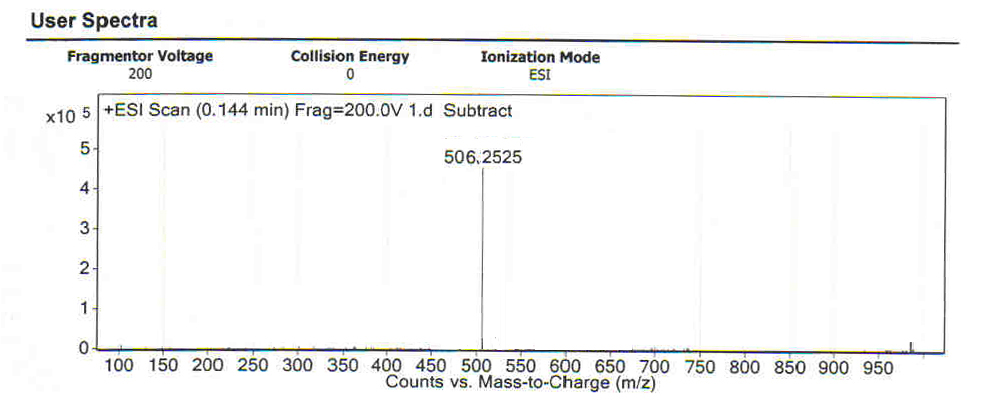 User Spectra
Fragmentor Voltage Collision Energy Ionization Mode
200 0 ESI
x10 5 +ESI Scan (0.144 min) Frag=200.0V 1.d Subtract
506.2525
5
4
3
2
1
0
100 150 200 250 300 350 400 450 500 550 600 650 700 750 800 850 900 950
Counts vs. Mass-to-Charge (m/z)